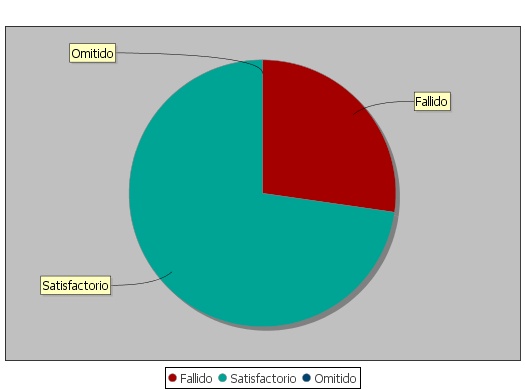 Omitido
Fallido
Satisfactorio
Fallido Satisfactorio Omitido